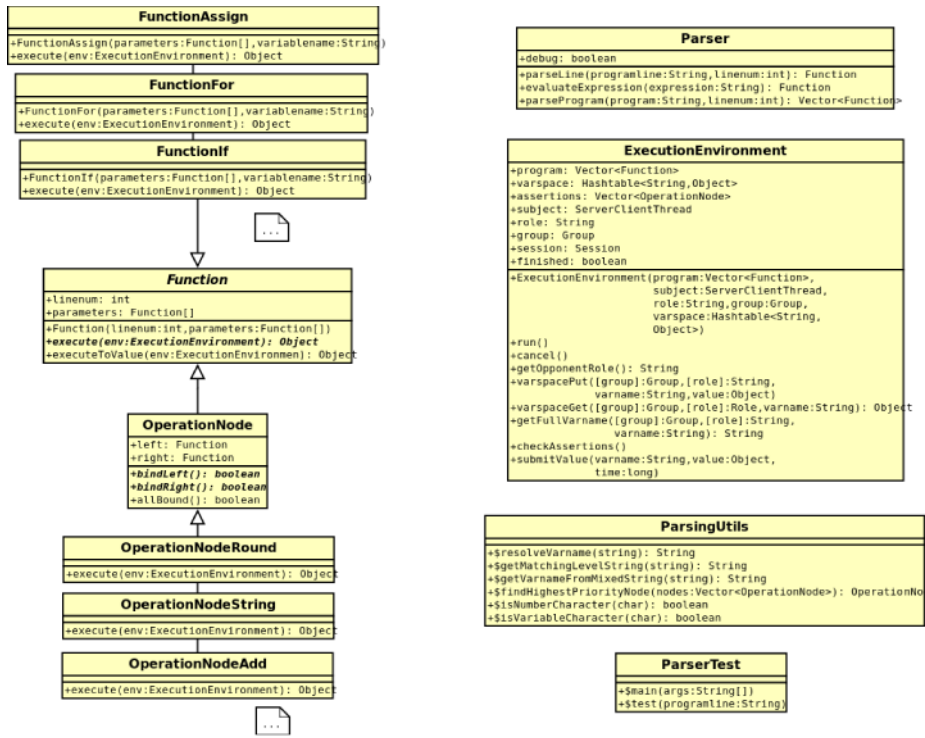 FunctionAssign
+FunctionAssign(parameters:Function[],variablename:String)
+execute(env:ExecutionEnvironment): Object
FunctionFor
+FunctionFor(parameters:Function[],variablename:String)
+execute(env:ExecutionEnvironment): Object
FunctionIf
+FunctionIf(parameters:Function[],variablename:String)
+execute(env:ExecutionEnvironment): Object
...
Function
+linenum: int
+parameters: Function[]
+Function(linenum:int,parameters:Function[])
+execute(env:ExecutionEnvironment): Object
+executeToValue(env:ExecutionEnvironmen): Object
OperationNode
+left: Function
+right: Function
+bindLeft(): boolean
+bindRight(): boolean
+allBound(): boolean
OperationNodeRound
+execute(env:ExecutionEnvironment): Object
OperationNodeString
+execute(env:ExecutionEnvironment): Object
OperationNodeAdd
+execute(env:ExecutionEnvironment): Object
...
Parser
+debug: boolean
+parseLine(programline:String,linenum:int): Function
+evaluateExpression(expression:String): Function
+parseProgram(program:String,linenum:int): Vector<Function>
ExecutionEnvironment
+program: Vector<Function>
+varspace: Hashtable<String,Object>
+assertions: Vector<OperationNode>
+subject: ServerClientThread
+role: String
+group: Group
+session: Session
+finished: boolean
+ExecutionEnvironment(program:Vector<Function>,
subject:ServerClientThread,
role:String,group:Group,
varspace:Hashtable<String,
Object>)
+run()
+cancel()
+getOpponentRole(): String
+varspacePut([group]:Group,[role]:String,
varname:String,value:Object)
+varspaceGet([group]:Group,[role]:Role,varname:String): Object
+getFullVarname([group]:Group,[role]:String,
varname:String): String
+checkAssertions()
+submitValue(varname:String,value:Object,
time:long)
ParsingUtils
+$resolveVarname(string): String
+$getMatchingLevelString(string): String
+$getVarnameFromMixedString(string): String
+$findHighestPriorityNode(nodes:Vector<OperationNode>): OperationNo
+$isNumberCharacter(char): boolean
+$isVariableCharacter(char): boolean
ParserTest
+$main(args:String[])
+$test(programline:String)